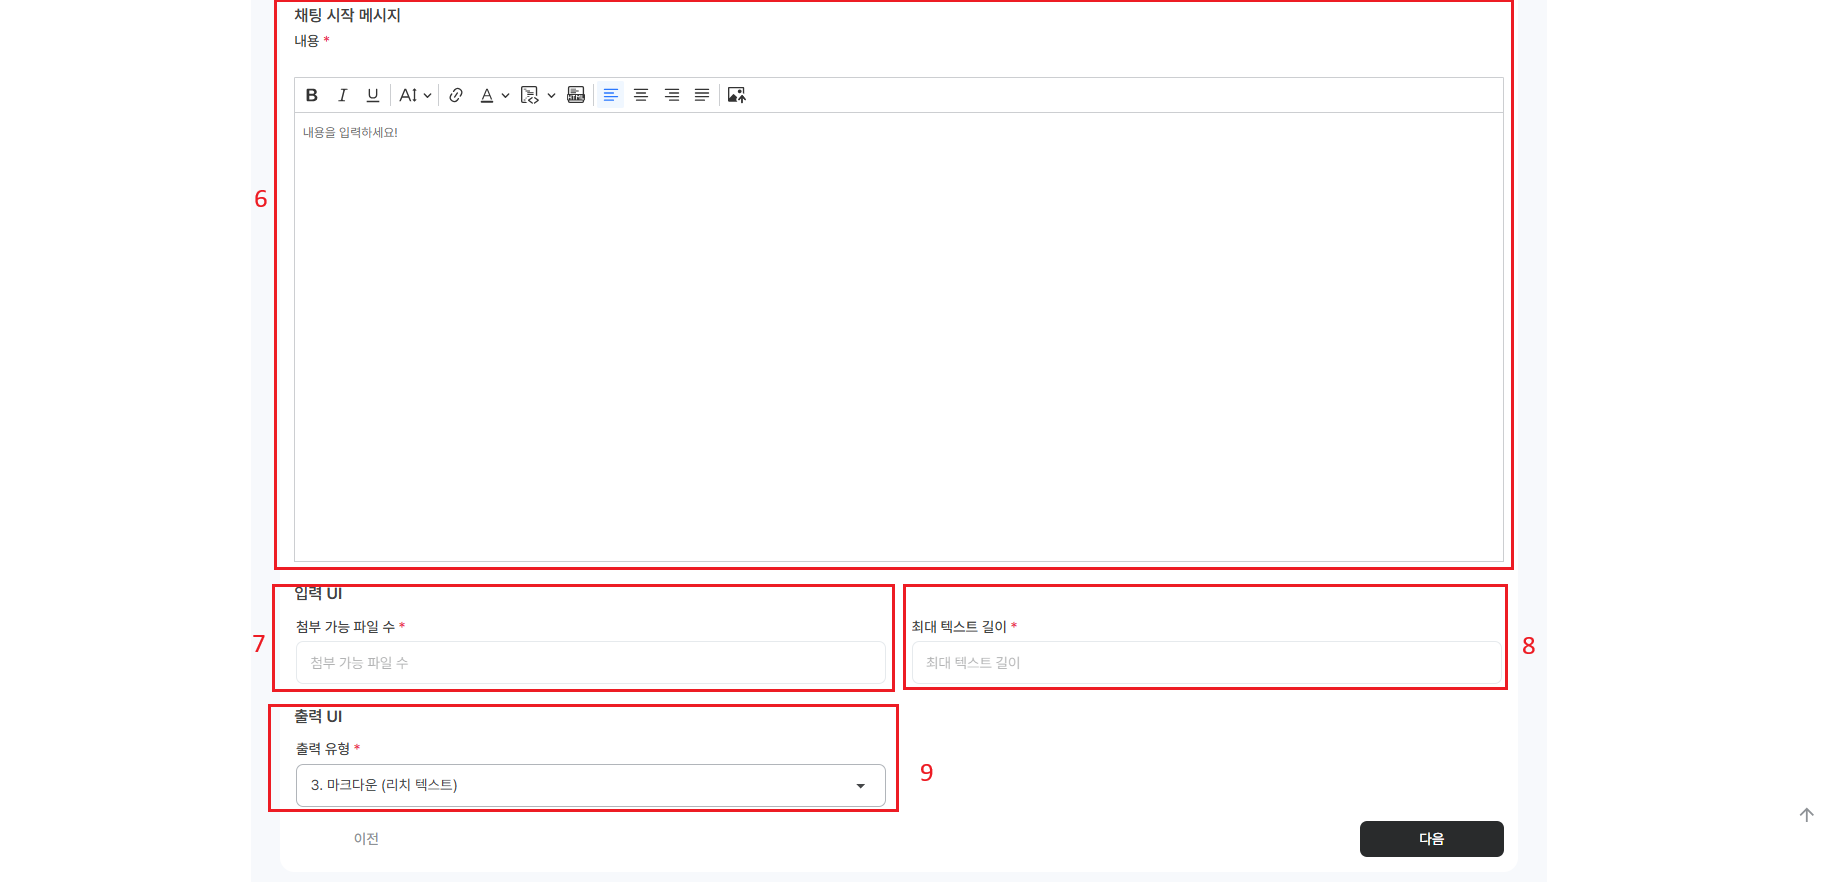 채팅 시작 메시지
내용 *
B I U A A HTML
내용을 입력하세요!
6
입력 UI
첨부 가능 파일 수 *
최대 텍스트 길이 *
7
첨부 가능 파일 수
최대 텍스트 길이
8
출력 UI
출력 유형 *
3. 마크다운 (리치 텍스트)
9
이전
다음